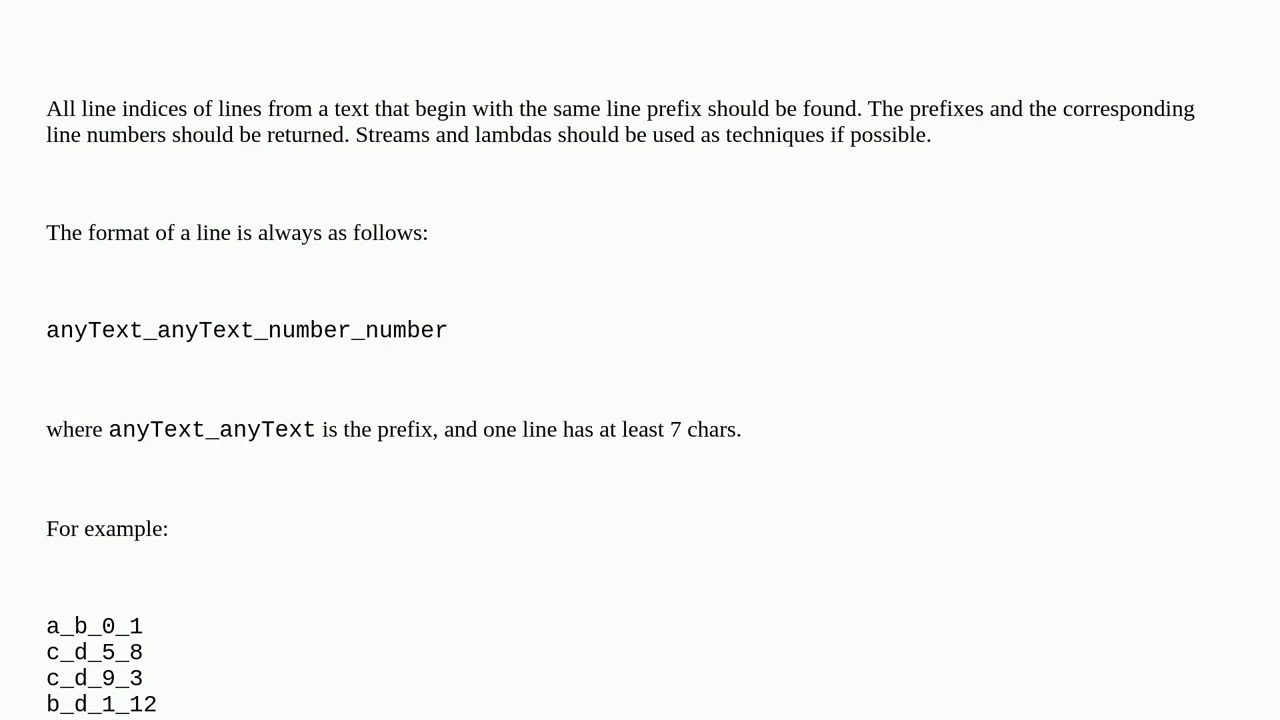 All line indices of lines from a text that begin with the same line prefix should be found. The prefixes and the corresponding
line numbers should be returned. Streams and lambdas should be used as techniques if possible.
The format of a line is always as follows:
anyText_anyText_number_number
where anyText_anyText is the prefix, and one line has at least 7 chars.
For example:
a_b_0_1
c_d_5_8
c_d_9_3
b_d_1_12